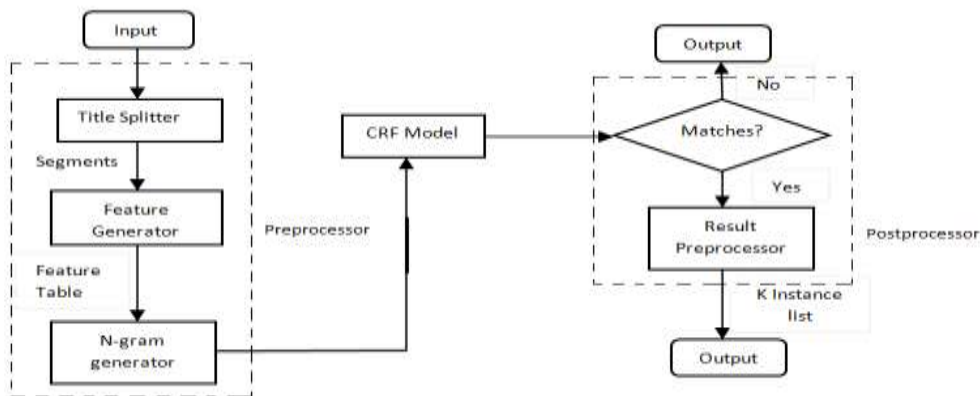 Input
Title Splitter
Segments
Feature
Generator
Feature
Table
N-gram
generator
Preprocessor
CRF Model
Output
No
Matches?
Yes
Result
Preprocessor
Postprocessor
K Instance
list
Output